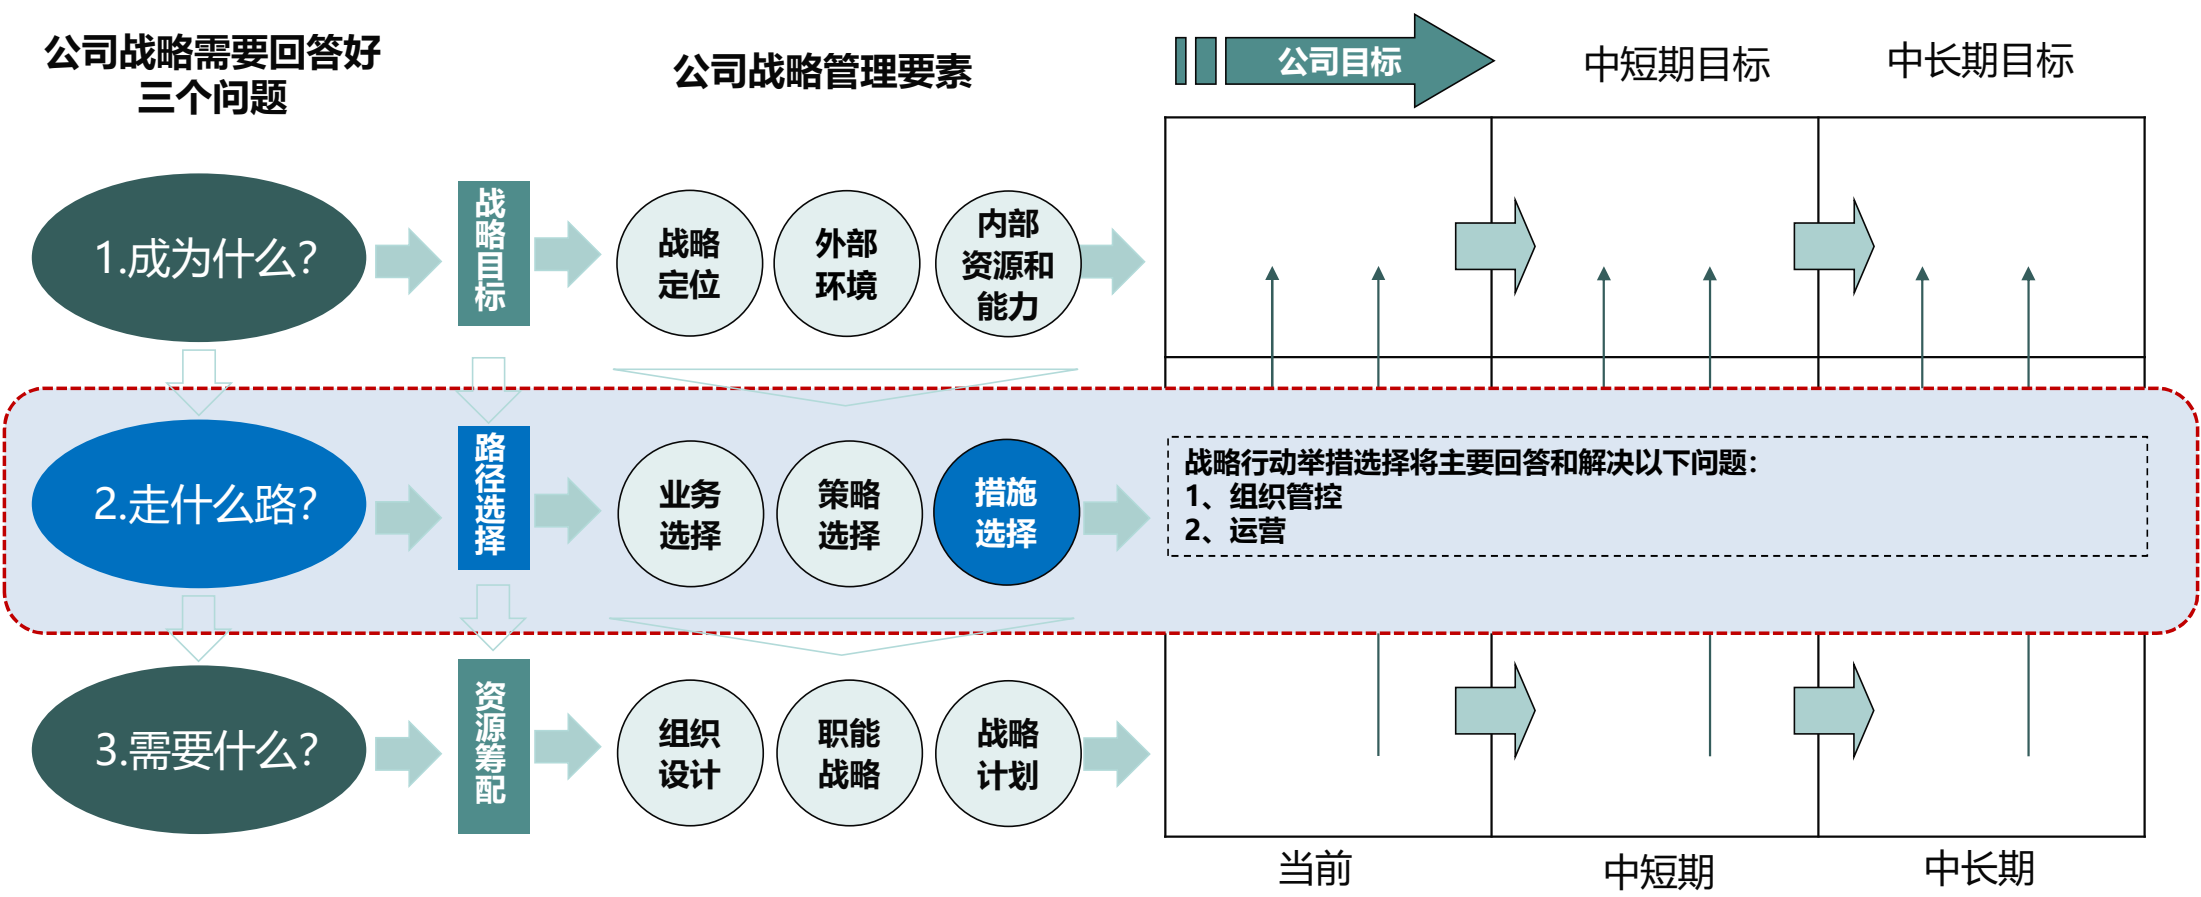 公司战略需要回答好
三个问题
公司战略管理要素
公司目标
中短期目标
中长期目标
1.成为什么？
战略目标
战略
定位
外部
环境
内部
资源和
能力
2.走什么路？
路径选择
业务
选择
策略
选择
措施
选择
战略行动举措选择将主要回答和解决以下问题：
1、组织管控
2、运营
3.需要什么？
资源筹配
组织
设计
职能
战略
战略
计划
当前
中短期
中长期